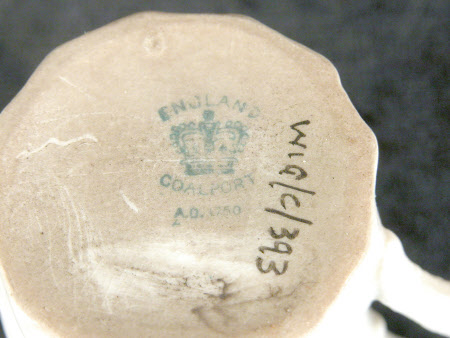 ENGLAND
COALPORT
A.D. 1750
WIG/C/393